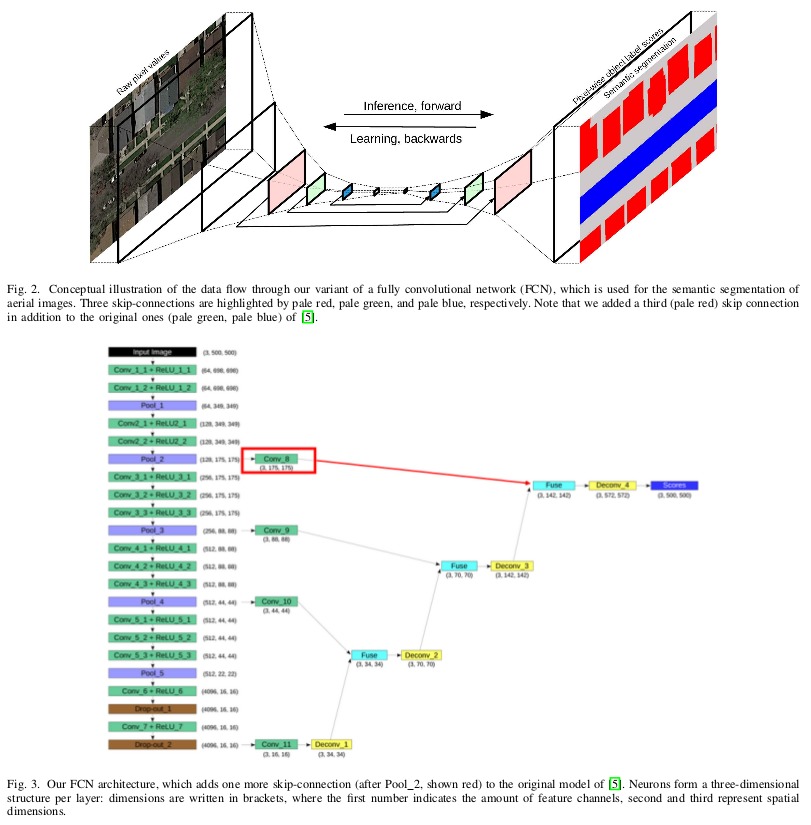 Raw pixel values
Pixel-wise object label scores
Semantic segmentation
Inference, forward
Learning, backwards
Fig. 2. Conceptual illustration of the data flow through our variant of a fully convolutional network (FCN), which is used for the semantic segmentation of
aerial images. Three skip-connections are highlighted by pale red, pale green, and pale blue, respectively. Note that we added a third (pale red) skip connection
in addition to the original ones (pale green, pale blue) of [5].
Input Image (3, 500, 500)
Conv_1_1 + ReLU_1_1 (64, 698, 698)
Conv_1_2 + ReLU_1_2 (64, 698, 698)
Pool_1 (64, 349, 349)
Conv2_1 + ReLU2_1 (128, 349, 349)
Conv2_2 + ReLU2_2 (128, 349, 349)
Pool_2 (128, 175, 175) Conv_8
(3, 175, 175)
Conv_3_1 + ReLU_3_1 (256, 175, 175)
Fuse Deconv_4 Scores
(3, 142, 142) (3, 572, 572) (3, 500, 500)
Conv_3_2 + ReLU_3_2 (256, 175, 175)
Conv_3_3 + ReLU_3_3 (256, 175, 175)
Pool_3 (256, 88, 88) Conv_9
(3, 88, 88)
Conv_4_1 + ReLU_4_1 (512, 88, 88)
Conv_4_2 + ReLU_4_2 (512, 88, 88)
Fuse Deconv_3
(3, 70, 70) (3, 142, 142)
Conv_4_3 + ReLU_4_3 (512, 88, 88)
Pool_4 (512, 44, 44) Conv_10
(3, 44, 44)
Conv_5_1 + ReLU_5_1 (512, 44, 44)
Conv_5_2 + ReLU_5_2 (512, 44, 44)
Conv_5_3 + ReLU_5_3 (512, 44, 44) Fuse Deconv_2
(3, 34, 34) (3, 70, 70)
Pool_5 (512, 22, 22)
Conv_6 + ReLU_6 (4096, 16, 16)
Drop-out_1 (4096, 16, 16)
Conv_7 + ReLU_7 (4096, 16, 16)
Drop-out_2 (4096, 16, 16) Conv_11 Deconv_1
(3, 16, 16) (3, 34, 34)
Fig. 3. Our FCN architecture, which adds one more skip-connection (after Pool_2, shown red) to the original model of [5]. Neurons form a three-dimensional
structure per layer: dimensions are written in brackets, where the first number indicates the amount of feature channels, second and third represent spatial
dimensions.